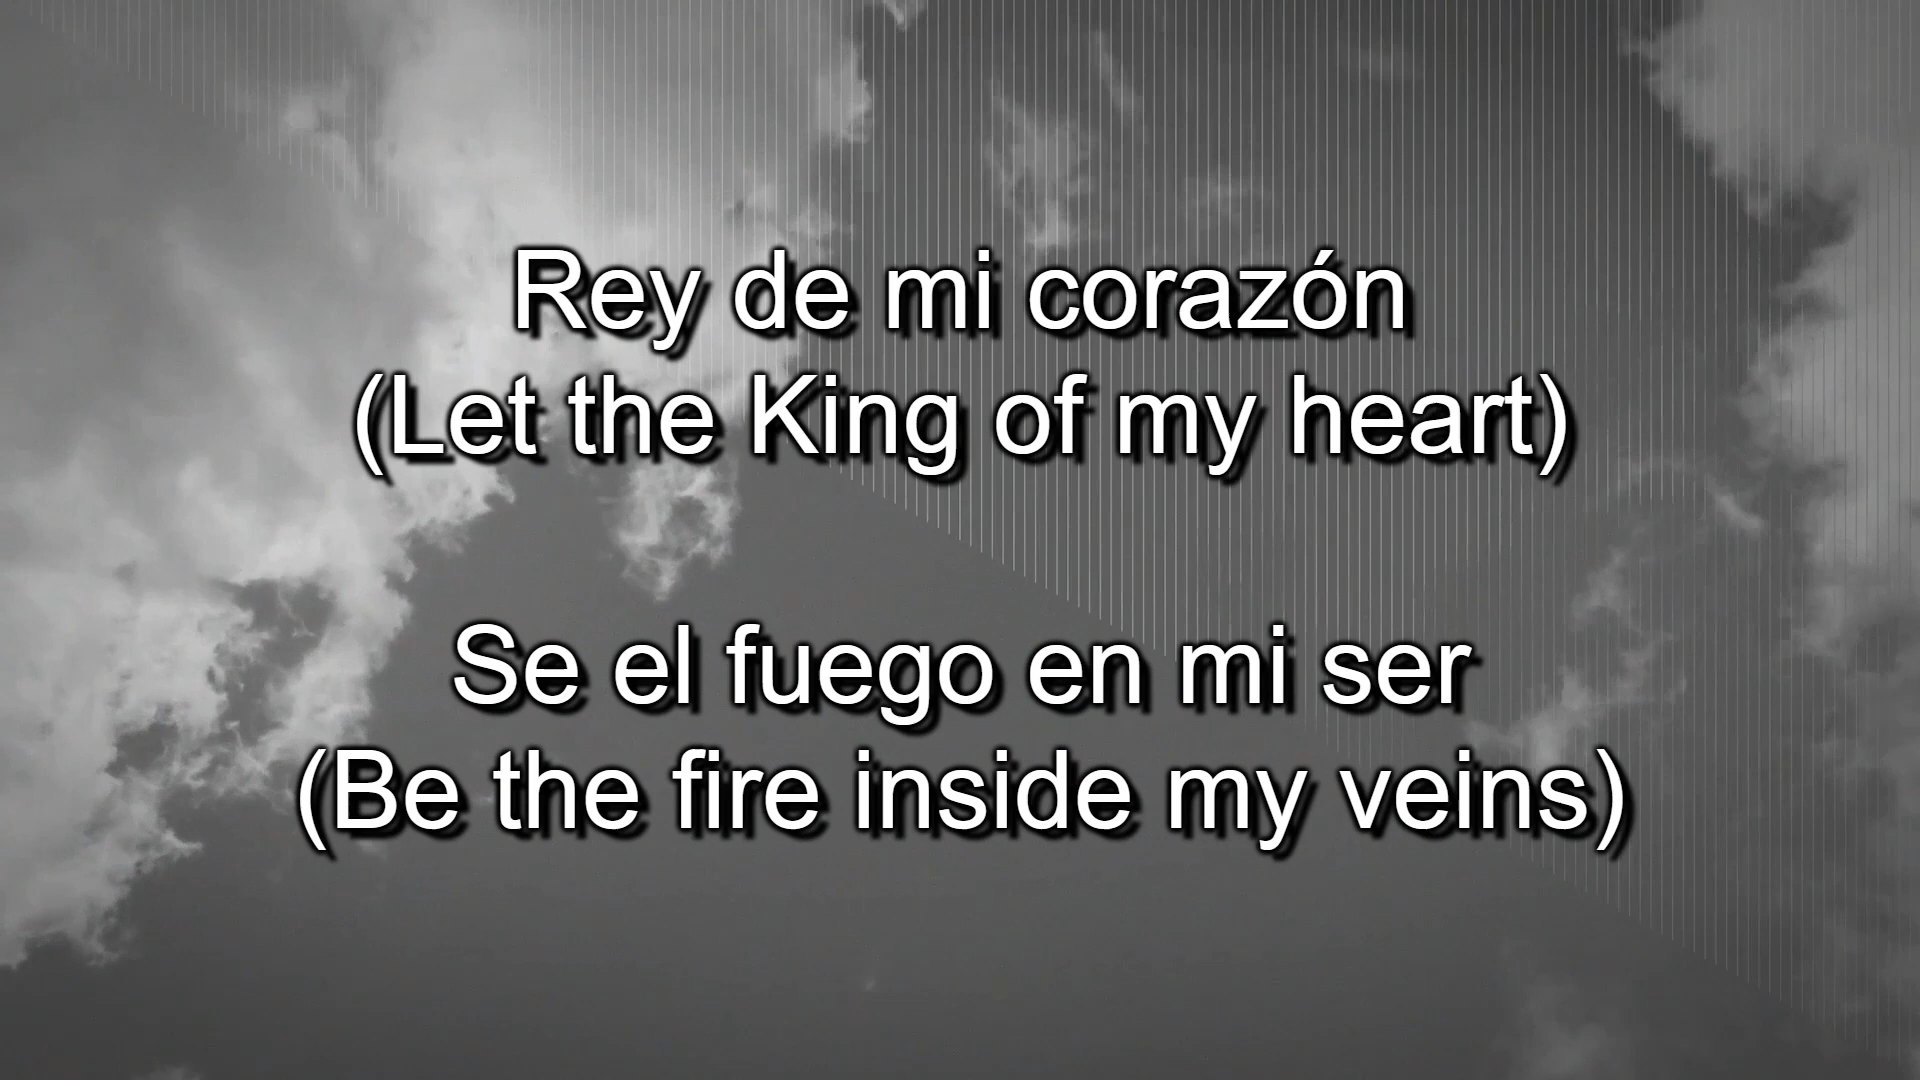 Rey de mi corazón
(Let the King of my heart)
Se el fuego en mi ser
(Be the fire inside my veins)